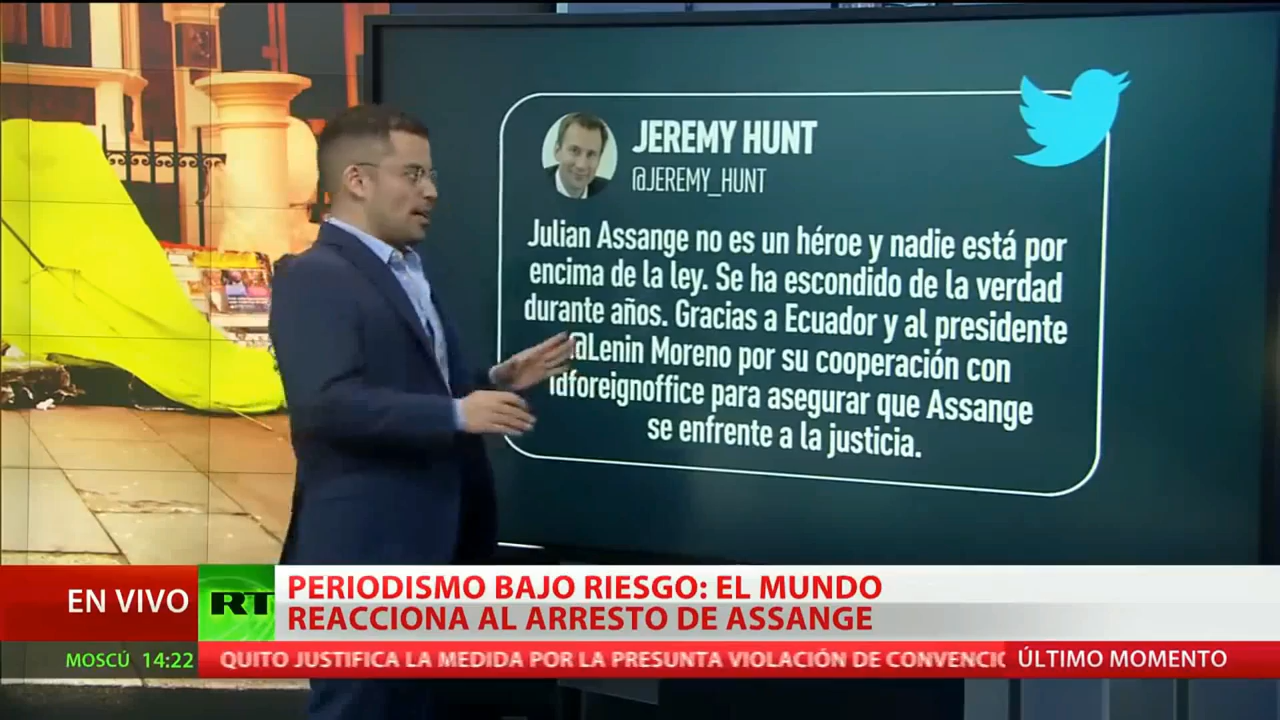 JEREMY HUNT
@JEREMY_HUNT
Julian Assange no es un héroe y nadie está por
encima de la ley. Se ha escondido de la verdad
durante años. Gracias a Ecuador y al presidente
@Lenin Moreno por su cooperación con
para asegurar que Assange
se enfrente a la justicia.
EN VIVO
RT
PERIODISMO BAJO RIESGO: EL MUNDO
REACCIONA AL ARRESTO DE ASSANGE
MOSCÚ 14:22
QUITO JUSTIFICA LA MEDIDA POR LA PRESUNTA VIOLACIÓN DE
ÚLTIMO MOMENTO